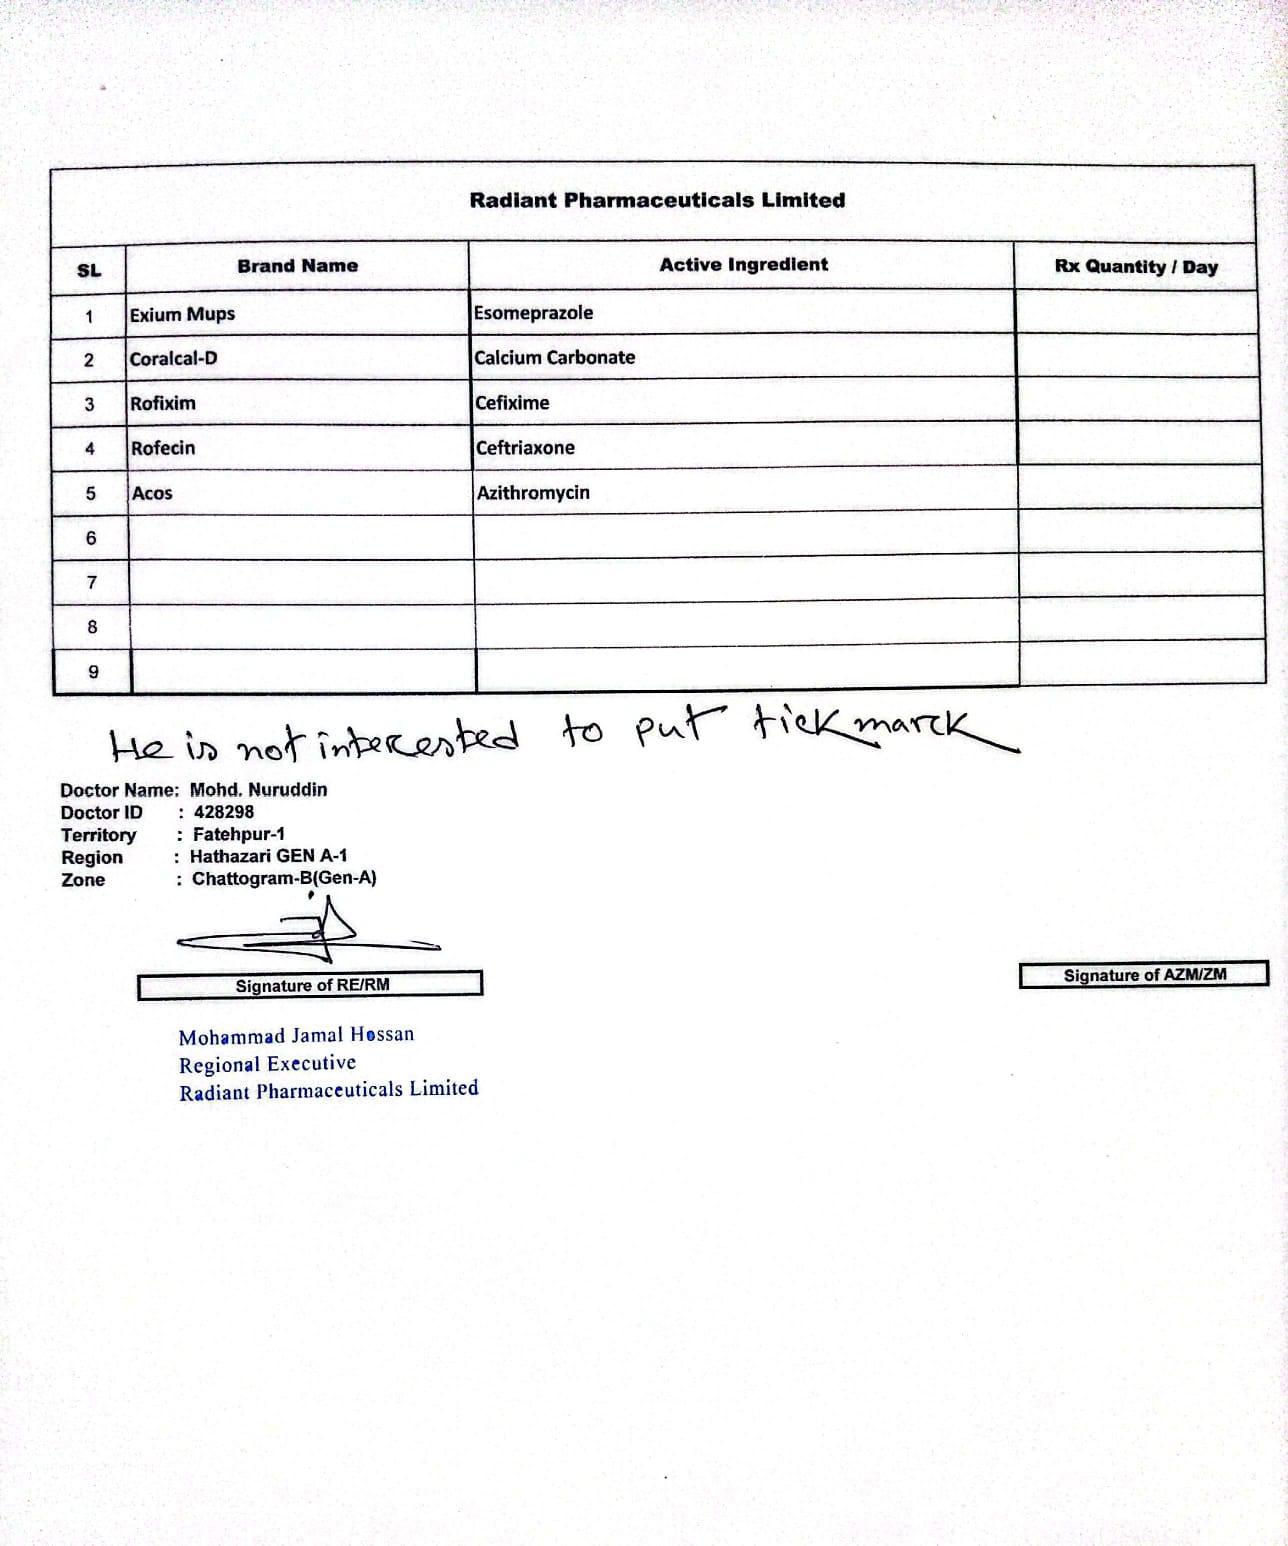 Radiant Pharmaceuticals Limited
SL Brand Name Active Ingredient Rx Quantity / Day
1 Exium Mups Esomeprazole
2 Coralcal-D Calcium Carbonate
3 Rofixim Cefixime
4 Rofecin Ceftriaxone
5 Acos Azithromycin
6
7
8
9
He is not interested to put tick marck
Doctor Name: Mohd. Nuruddin
Doctor ID : 428298
Territory : Fatehpur-1
Region : Hathazari GEN A-1
Zone : Chattogram-B(Gen-A)
Signature of RE/RM Signature of AZM/ZM
Mohammad Jamal Hossan
Regional Executive
Radiant Pharmaceuticals Limited